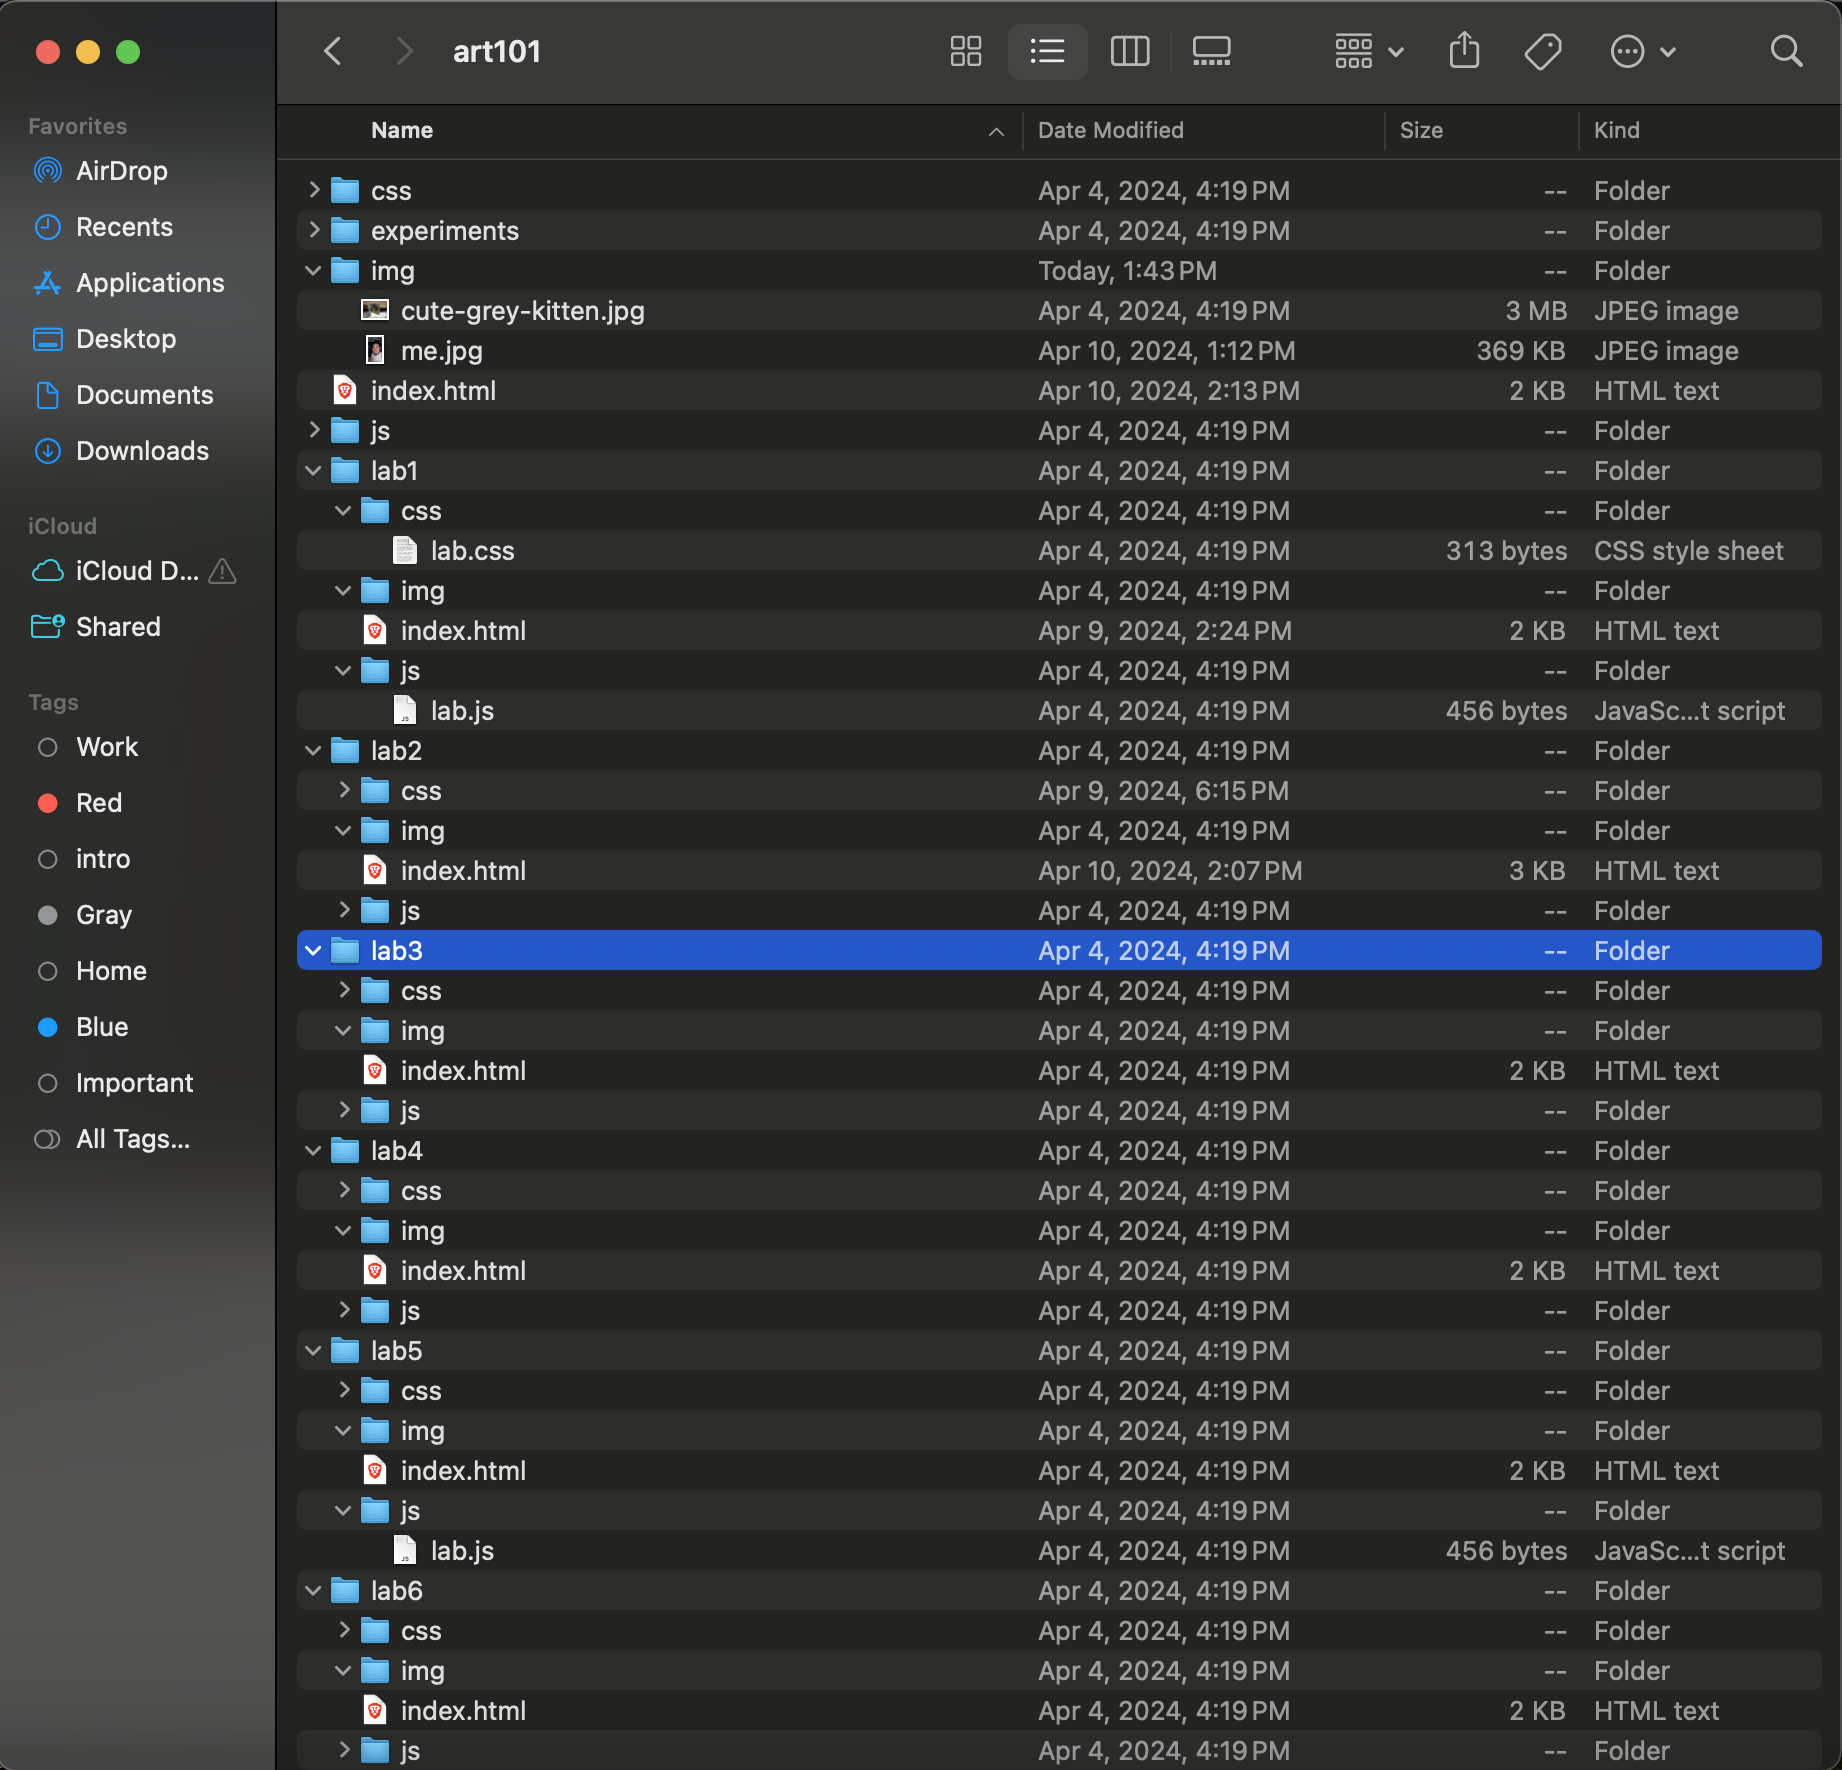 art101
Favorites
AirDrop
Recents
Applications
Desktop
Documents
Downloads
iCloud
iCloud D...
Shared
Tags
Work
Red
intro
Gray
Home
Blue
Important
All Tags...
Name Date Modified Size Kind
css Apr 4, 2024, 4:19 PM -- Folder
experiments Apr 4, 2024, 4:19 PM -- Folder
img Today, 1:43 PM -- Folder
cute-grey-kitten.jpg Apr 4, 2024, 4:19 PM 3 MB JPEG image
me.jpg Apr 10, 2024, 1:12 PM 369 KB JPEG image
index.html Apr 10, 2024, 2:13 PM 2 KB HTML text
js Apr 4, 2024, 4:19 PM -- Folder
lab1 Apr 4, 2024, 4:19 PM -- Folder
css Apr 4, 2024, 4:19 PM -- Folder
lab.css Apr 4, 2024, 4:19 PM 313 bytes CSS style sheet
img Apr 4, 2024, 4:19 PM -- Folder
index.html Apr 9, 2024, 2:24 PM 2 KB HTML text
js Apr 4, 2024, 4:19 PM -- Folder
lab.js Apr 4, 2024, 4:19 PM 456 bytes JavaSc...t script
lab2 Apr 4, 2024, 4:19 PM -- Folder
css Apr 9, 2024, 6:15 PM -- Folder
img Apr 4, 2024, 4:19 PM -- Folder
index.html Apr 10, 2024, 2:07 PM 3 KB HTML text
js Apr 4, 2024, 4:19 PM -- Folder
lab3 Apr 4, 2024, 4:19 PM -- Folder
css Apr 4, 2024, 4:19 PM -- Folder
img Apr 4, 2024, 4:19 PM -- Folder
index.html Apr 4, 2024, 4:19 PM 2 KB HTML text
js Apr 4, 2024, 4:19 PM -- Folder
lab4 Apr 4, 2024, 4:19 PM -- Folder
css Apr 4, 2024, 4:19 PM -- Folder
img Apr 4, 2024, 4:19 PM -- Folder
index.html Apr 4, 2024, 4:19 PM 2 KB HTML text
js Apr 4, 2024, 4:19 PM -- Folder
lab5 Apr 4, 2024, 4:19 PM -- Folder
css Apr 4, 2024, 4:19 PM -- Folder
img Apr 4, 2024, 4:19 PM -- Folder
index.html Apr 4, 2024, 4:19 PM 2 KB HTML text
js Apr 4, 2024, 4:19 PM -- Folder
lab.js Apr 4, 2024, 4:19 PM 456 bytes JavaSc...t script
lab6 Apr 4, 2024, 4:19 PM -- Folder
css Apr 4, 2024, 4:19 PM -- Folder
img Apr 4, 2024, 4:19 PM -- Folder
index.html Apr 4, 2024, 4:19 PM 2 KB HTML text
js Apr 4, 2024, 4:19 PM -- Folder